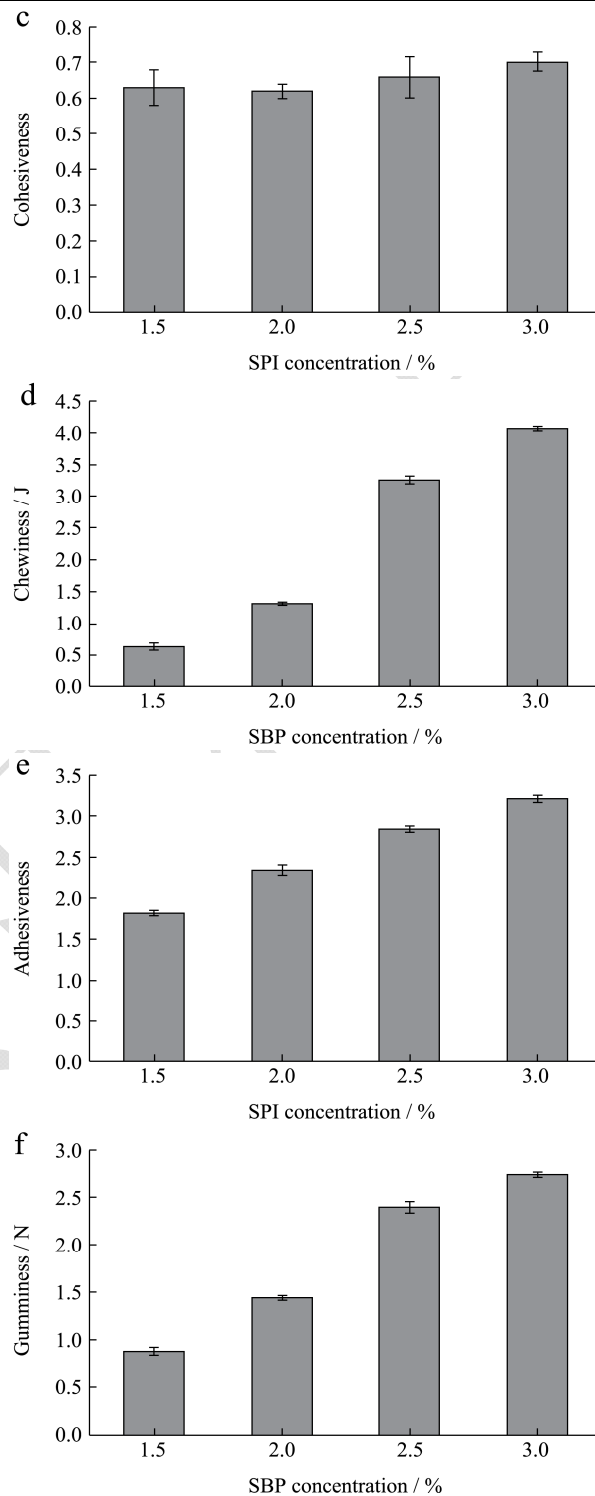 c
0.8
0.7
0.6
0.5
0.4
0.3
0.2
0.1
0.0
Cohesiveness
1.5 2.0 2.5 3.0
SPI concentration / %
d
4.5
4.0
3.5
3.0
2.5
2.0
1.5
1.0
0.5
0.0
Chewiness / J
1.5 2.0 2.5 3.0
SBP concentration / %
e
3.5
3.0
2.5
2.0
1.5
1.0
0.5
0.0
Adhesiveness
1.5 2.0 2.5 3.0
SPI concentration / %
f
3.0
2.5
2.0
1.5
1.0
0.5
0.0
Gumminess / N
1.5 2.0 2.5 3.0
SBP concentration / %